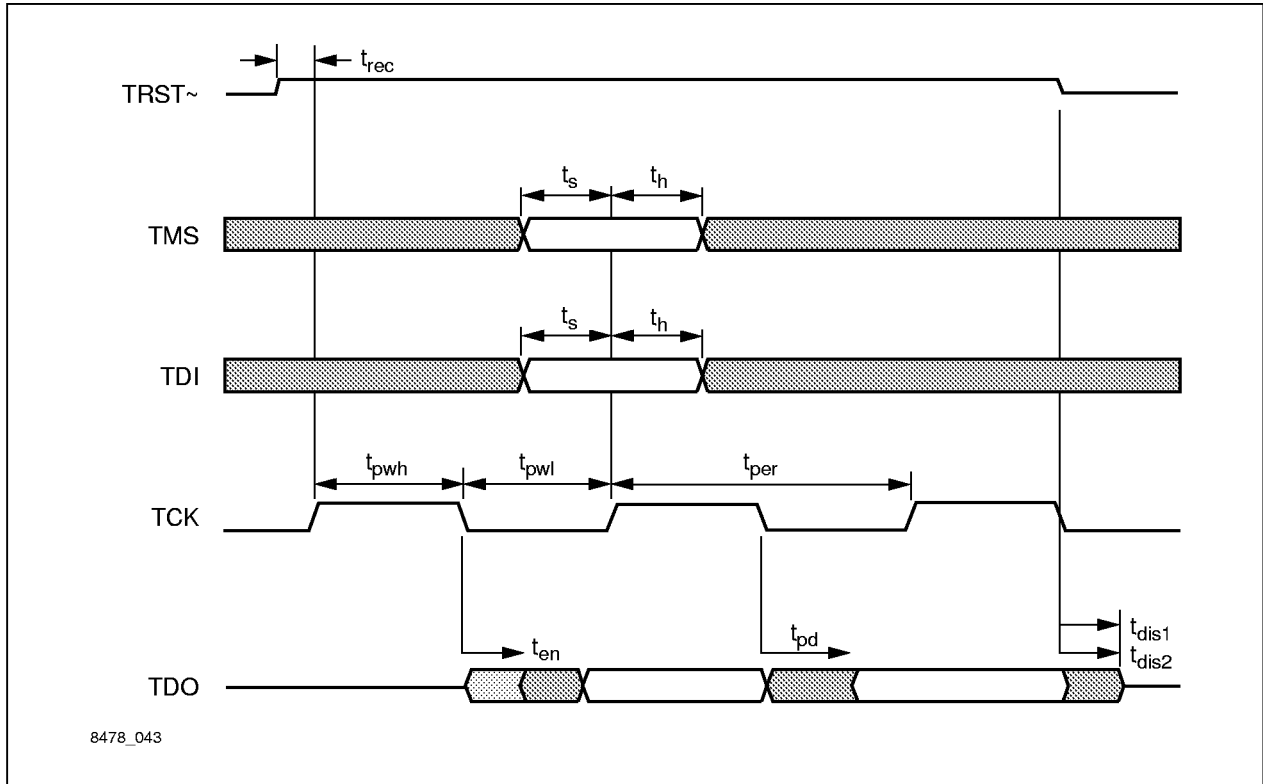 t_rec
TRST~
t_s t_h
TMS
t_s t_h
TDI
t_pwh t_pwl t_per
TCK
t_en t_pd t_dis1
t_dis2
TDO
8478_043